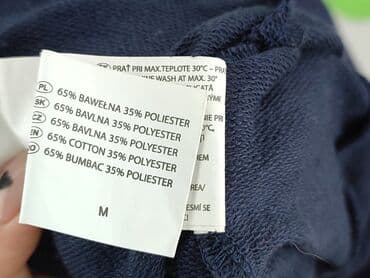 PL 65% BAWEŁNA 35% POLIESTER
SK 65% BAVLNA 35% POLYESTER
CZ 65% BAVLNA 35% POLYESTER
EN 65% COTTON 35% POLYESTER
65% BUMBAC 35% POLIESTER
M
PRAŤ PRI MAX.TEPLOTE 30°C – PRA
WASH AT MAX. 30°